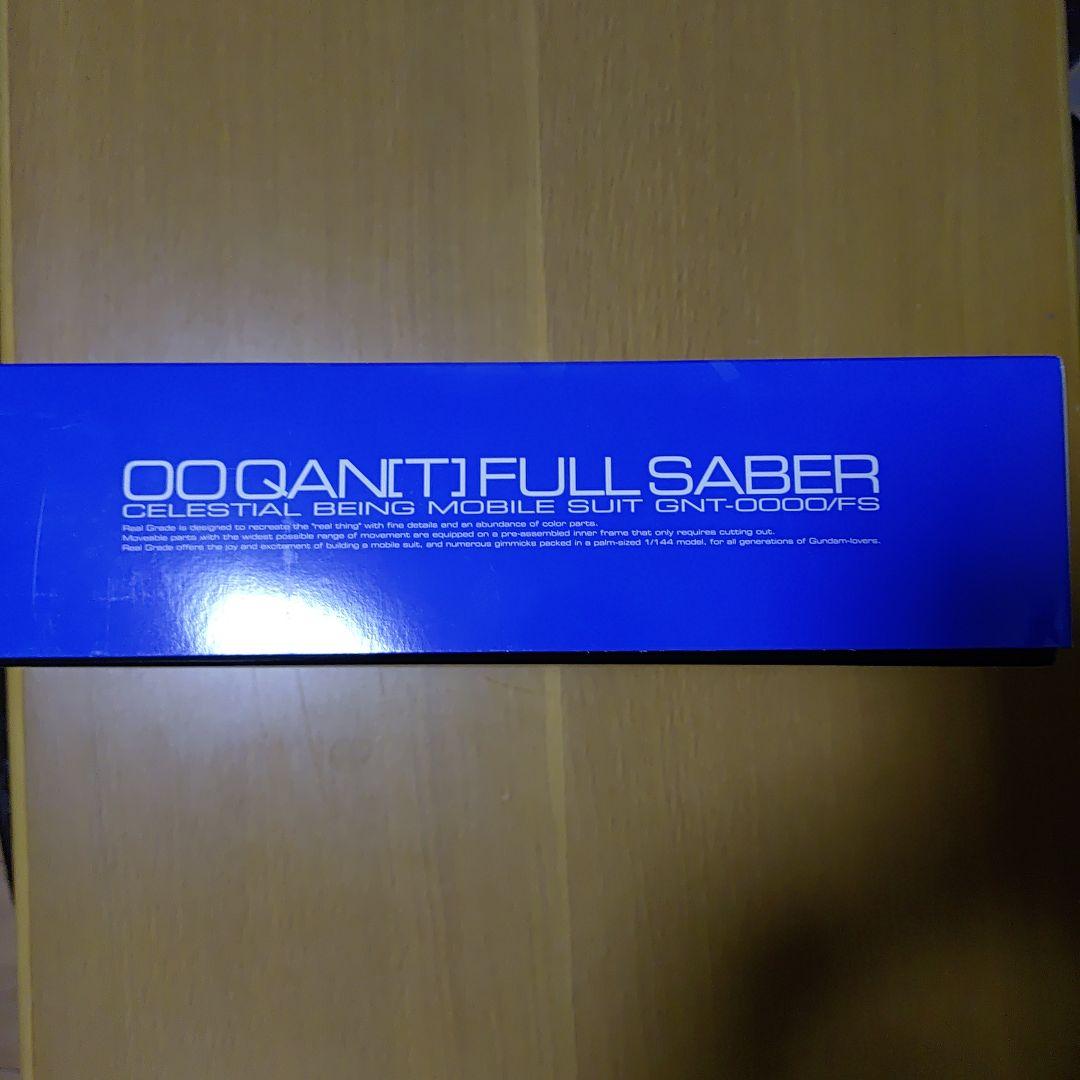 OO QAN[T] FULL SABER
CELESTIAL BEING MOBILE SUIT GNT-0000/FS
Real Grade is designed to recreate the "real thing" with fine details and an abundance of color parts.
Moveable parts with the widest possible range of movement are equipped on a pre-assembled inner frame that only requires cutting out.
Real Grade offers the joy and excitement of building a mobile suit, and numerous gimmicks packed in a palm-sized 1/144 model, for all generations of Gundam-lovers.